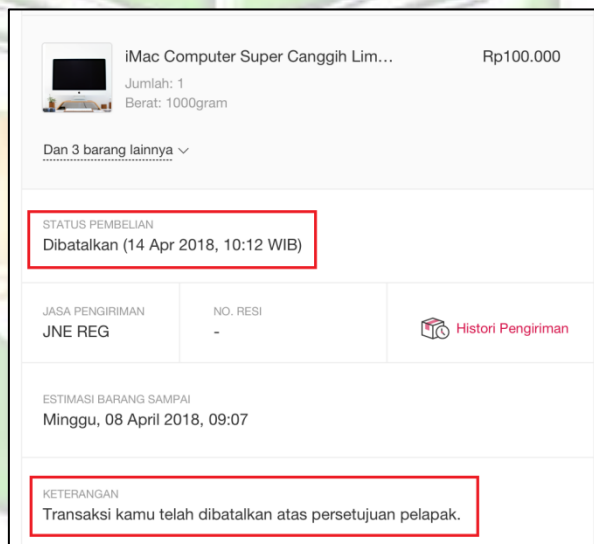 iMac Computer Super Canggih Lim... Rp100.000
Jumlah: 1
Berat: 1000gram
Dan 3 barang lainnya
STATUS PEMBELIAN
Dibatalkan (14 Apr 2018, 10:12 WIB)
JASA PENGIRIMAN
JNE REG
NO. RESI
-
Histori Pengiriman
ESTIMASI BARANG SAMPAI
Minggu, 08 April 2018, 09:07
KETERANGAN
Transaksi kamu telah dibatalkan atas persetujuan pelapak.